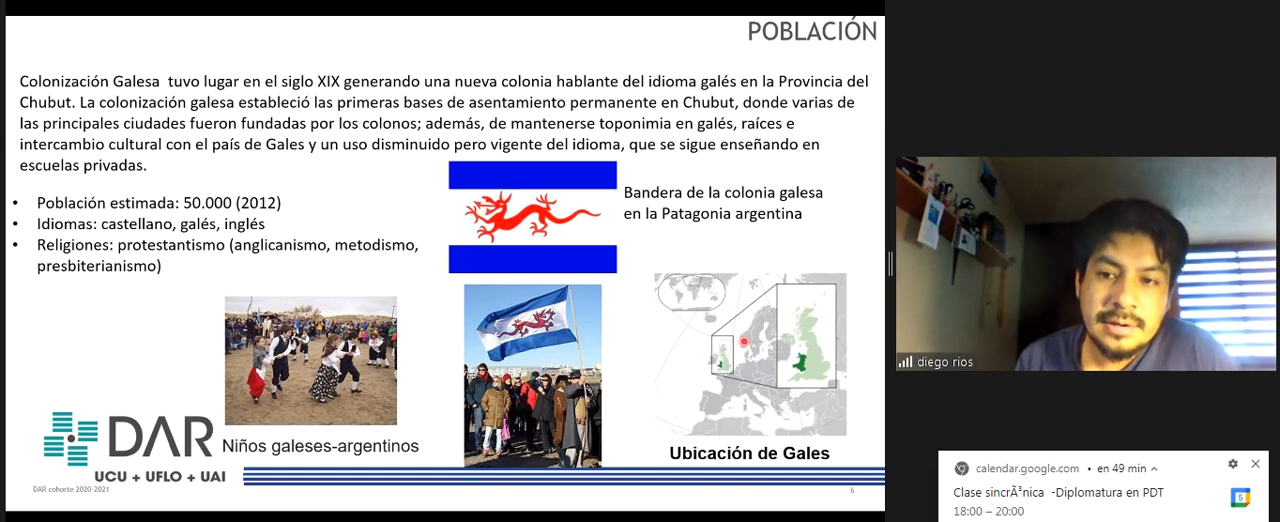 POBLACIÓN
Colonización Galesa tuvo lugar en el siglo XIX generando una nueva colonia hablante del idioma galés en la Provincia del
Chubut. La colonización galesa estableció las primeras bases de asentamiento permanente en Chubut, donde varias de
las principales ciudades fueron fundadas por los colonos; además, de mantenerse toponimia en galés, raíces e
intercambio cultural con el país de Gales y un uso disminuido pero vigente del idioma, que se sigue enseñando en
escuelas privadas.
• Población estimada: 50.000 (2012)
• Idiomas: castellano, galés, inglés
• Religiones: protestantismo (anglicanismo, metodismo,
presbiterianismo)
Bandera de la colonia galesa
en la Patagonia argentina
Niños galeses-argentinos
Ubicación de Gales
DAR
UCU + UFLO + UAI
DAR cohorte 2020-2021
6
diego rios
calendar.google.com • en 49 min
Clase sincrÃ³nica -Diplomatura en PDT
18:00 – 20:00
5